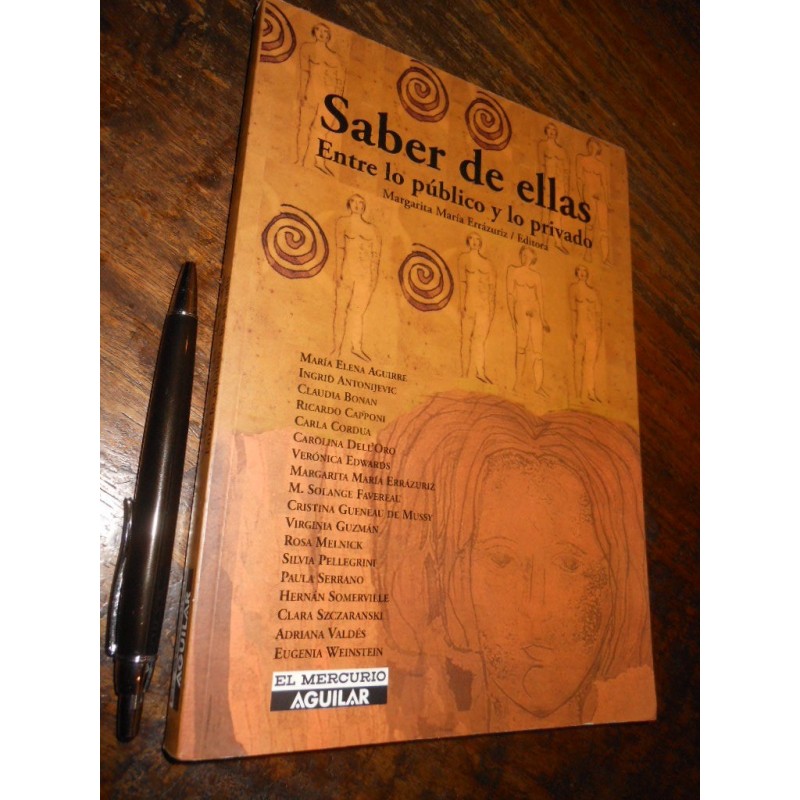 Saber de ellas
Entre lo público y lo privado
Margarita María Errázuriz / Editora
María Elena Aguirre
Ingrid Antonijevic
Claudia Bonan
Ricardo Capponi
Carla Cordua
Carolina Dell'Oro
Verónica Edwards
Margarita María Errázuriz
M. Solange Favereau
Cristina Gueneau de Mussy
Virginia Guzmán
Rosa Melnick
Silvia Pellegrini
Paula Serrano
Hernán Somerville
Clara Szczaranski
Adriana Valdés
Eugenia Weinstein
EL MERCURIO
AGUILAR
AGUILAR